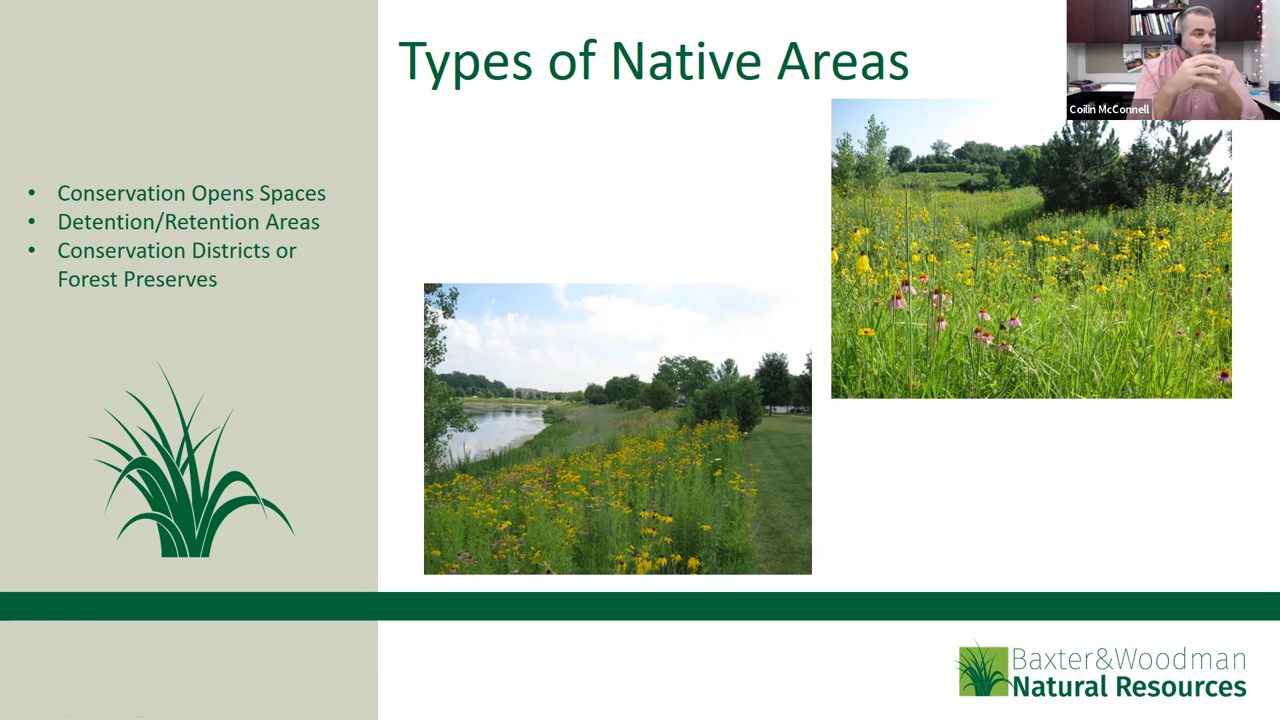 Types of Native Areas
Coilin McConnell
• Conservation Opens Spaces
• Detention/Retention Areas
• Conservation Districts or
Forest Preserves
Baxter&Woodman
Natural Resources